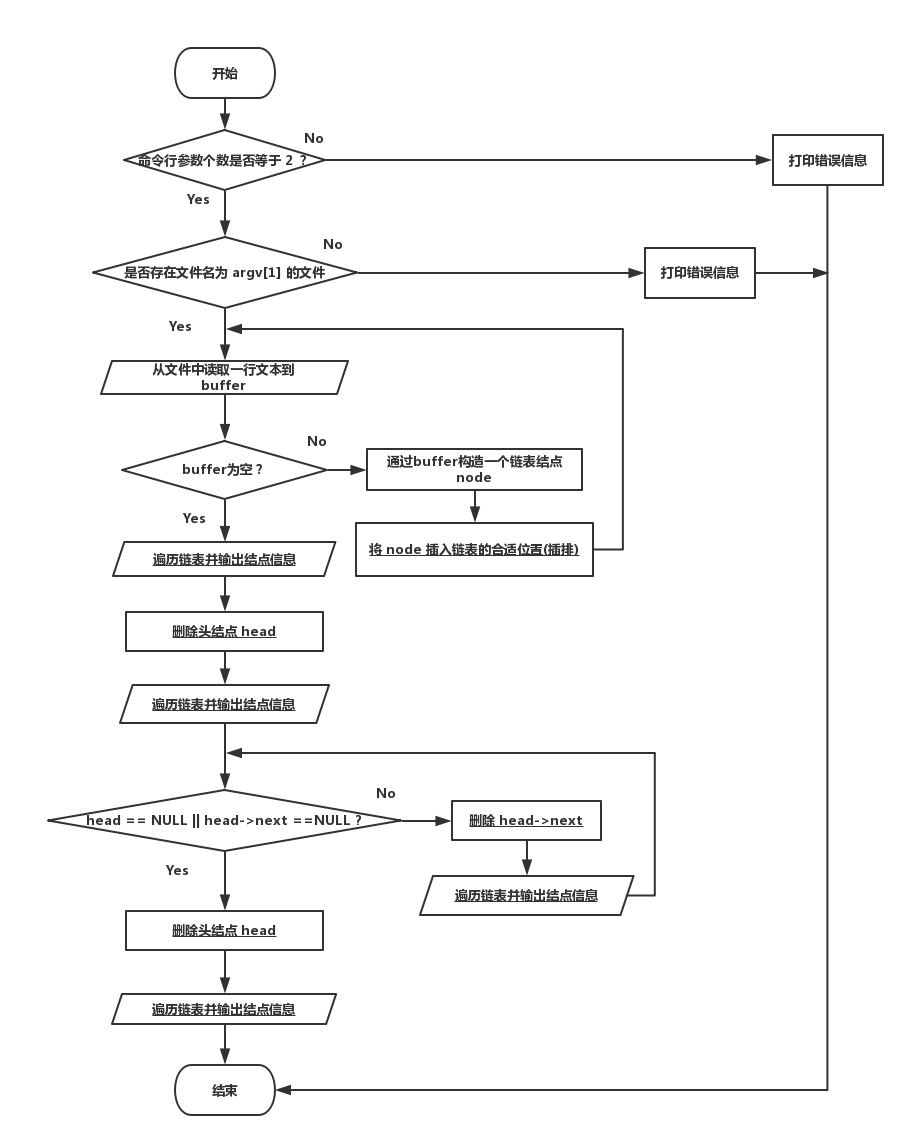 开始
No
命令行参数个数是否等于 2 ?
打印错误信息
Yes
No
是否存在文件名为 argv[1] 的文件
打印错误信息
Yes
从文件中读取一行文本到
buffer
No
buffer为空?
通过buffer构造一个链表结点
node
Yes
将 node 插入链表的合适位置(插排)
遍历链表并输出结点信息
删除头结点 head
遍历链表并输出结点信息
No
head == NULL || head->next ==NULL ?
删除 head->next
Yes
遍历链表并输出结点信息
删除头结点 head
遍历链表并输出结点信息
结束